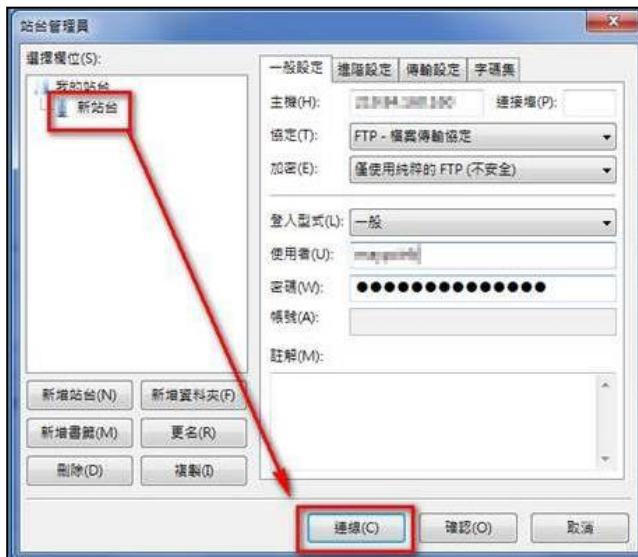 站台管理員
選擇欄位(S):
我的站台
新站台
新增站台(N) 新增資料夾(F)
新增書籤(M) 更名(R)
刪除(D) 複製(I)
一般設定 進階設定 傳輸設定 字碼集
主機(H): 連接埠(P):
協定(T): FTP - 檔案傳輸協定
加密(E): 僅使用純粹的 FTP (不安全)
登入型式(L): 一般
使用者(U):
密碼(W): ●●●●●●●●●●●●●●
帳號(A):
註解(M):
連線(C) 確認(O) 取消